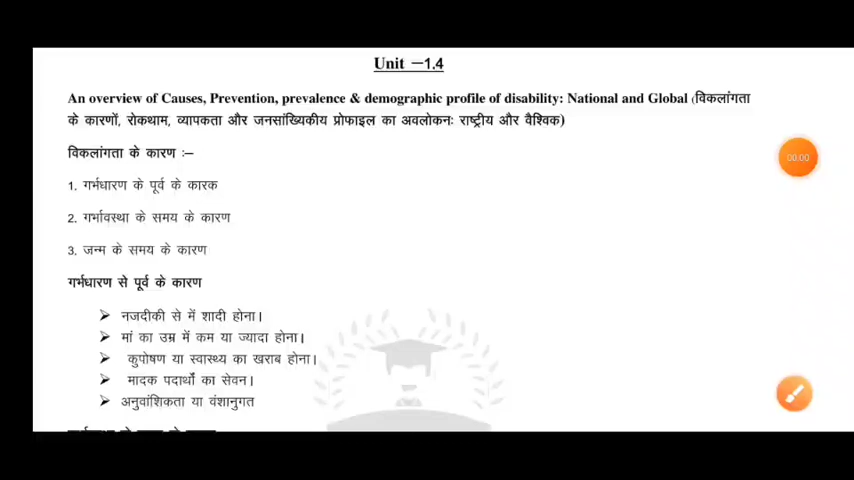 Unit –1.4
An overview of Causes, Prevention, prevalence & demographic profile of disability: National and Global (विकलांगता
के कारणों, रोकथाम, व्यापकता और जनसांख्यिकीय प्रोफाइल का अवलोकनः राष्ट्रीय और वैश्विक)
विकलांगता के कारण :–
1. गर्भधारण के पूर्व के कारक
2. गर्भावस्था के समय के कारण
3. जन्म के समय के कारण
गर्भधारण से पूर्व के कारण
➢ नजदीकी से में शादी होना।
➢ मां का उम्र में कम या ज्यादा होना।
➢ कुपोषण या स्वास्थ्य का खराब होना।
➢ मादक पदार्थों का सेवन।
➢ अनुवांशिकता या वंशानुगत
00:00